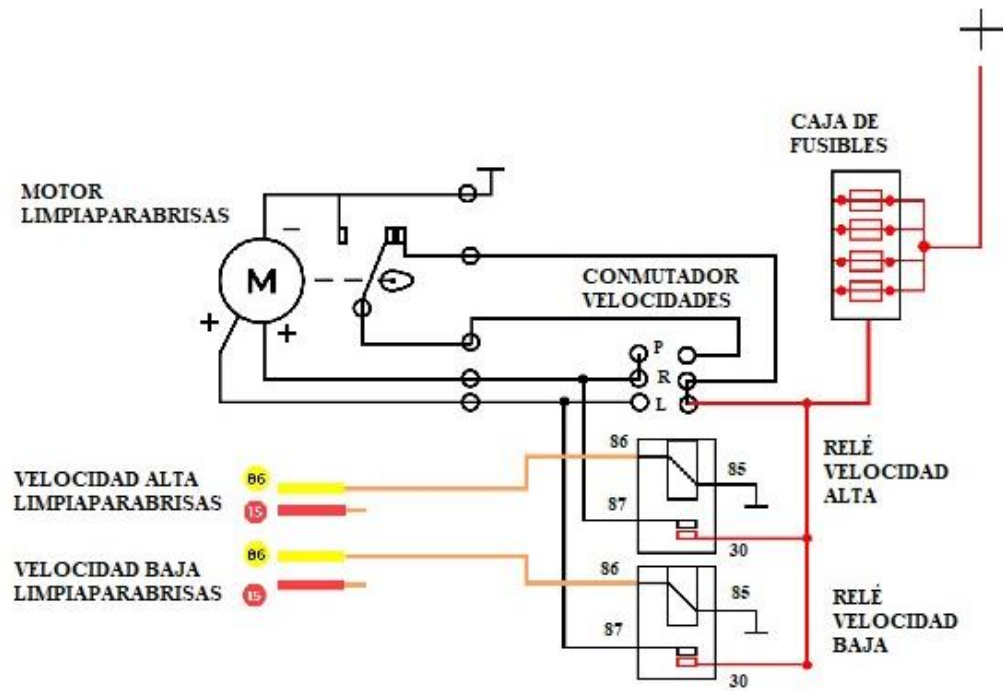 CAJA DE
FUSIBLES
MOTOR
LIMPIAPARABRISAS
M
CONMUTADOR
VELOCIDADES
P
R
L
86
85
RELÉ
VELOCIDAD
ALTA
87
30
VELOCIDAD ALTA
LIMPIAPARABRISAS
86
15
VELOCIDAD BAJA
LIMPIAPARABRISAS
86
15
86
85
RELÉ
VELOCIDAD
BAJA
87
30